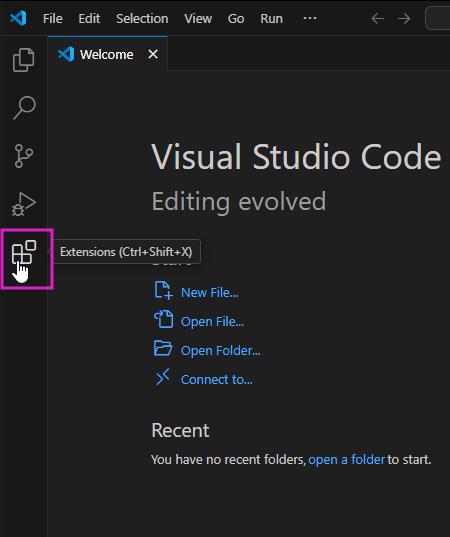 File Edit Selection View Go Run ···
Welcome
Visual Studio Code
Editing evolved
Extensions (Ctrl+Shift+X)
Start
New File...
Open File...
Open Folder...
Connect to...
Recent
You have no recent folders, open a folder to start.